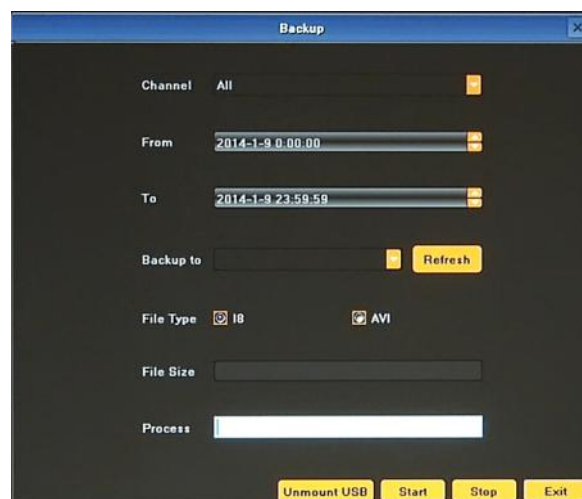 Backup
Channel All
From 2014-1-9 0:00:00
To 2014-1-9 23:59:59
Backup to Refresh
File Type I8 AVI
File Size
Process
Unmount USB Start Stop Exit